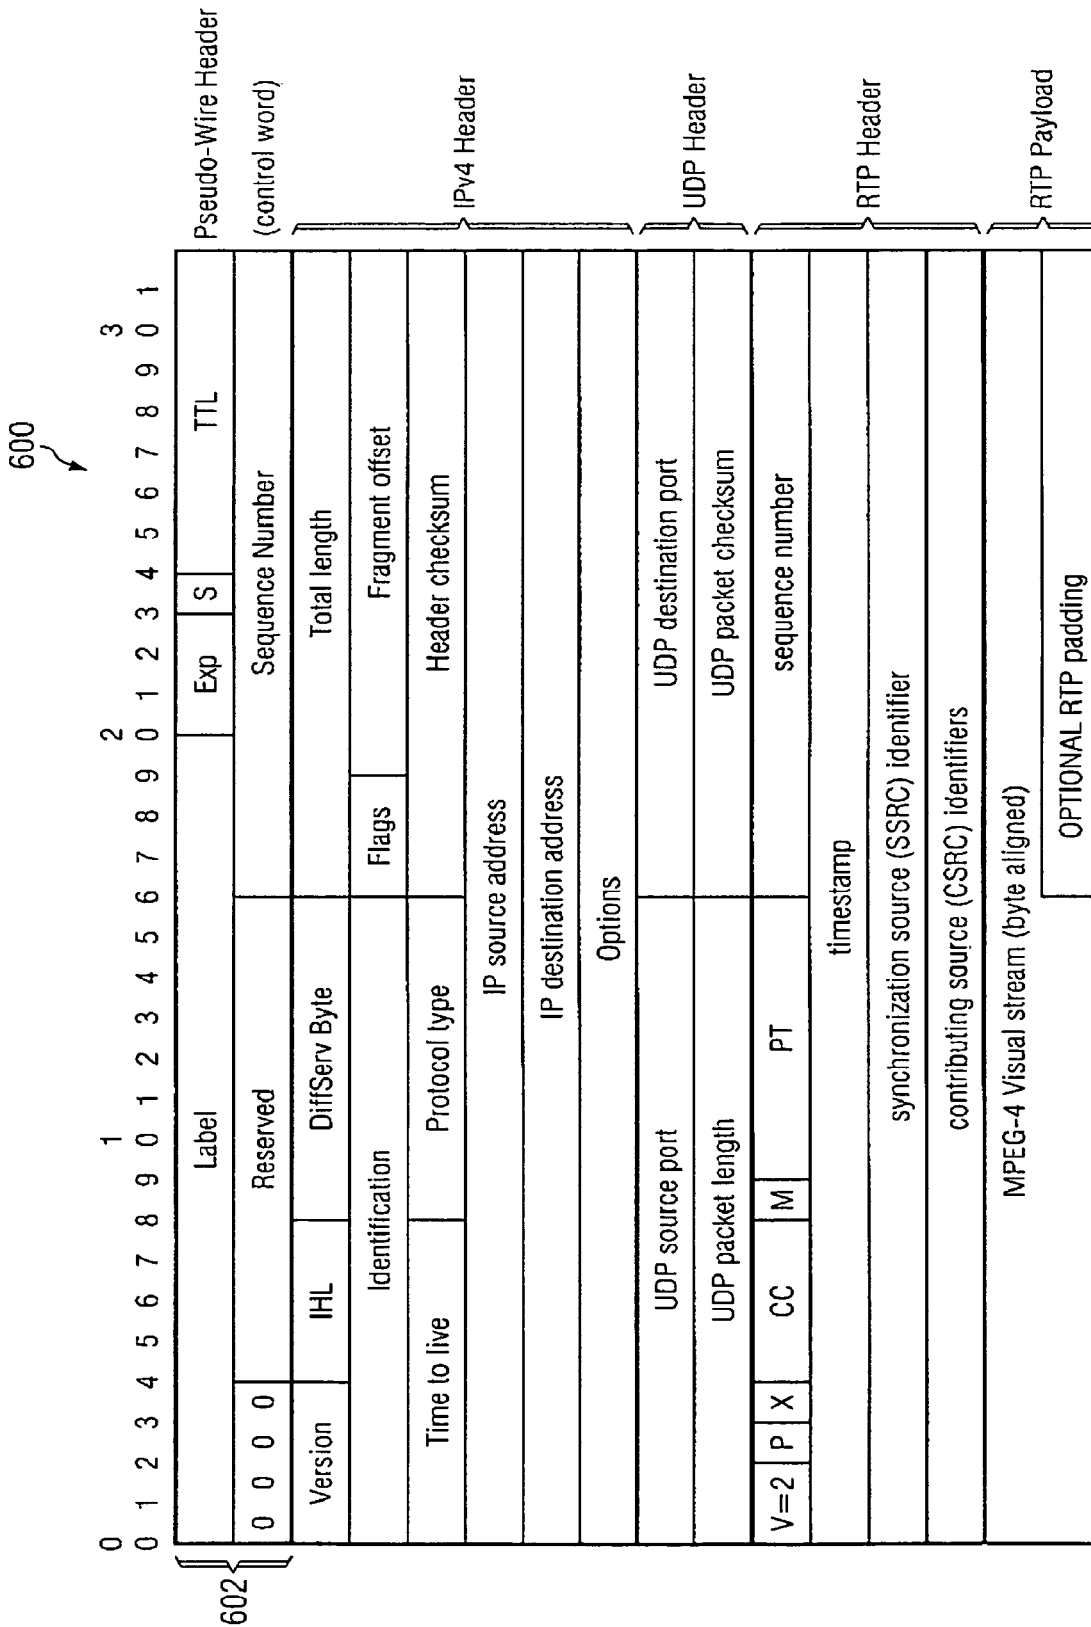 600
0 1 2 3
0 1 2 3 4 5 6 7 8 9 0 1 2 3 4 5 6 7 8 9 0 1 2 3 4 5 6 7 8 9 0 1
602
Label Exp S TTL Pseudo-Wire Header
0 0 0 0 Reserved Sequence Number (control word)
Version IHL DiffServ Byte Total length
Identification Flags Fragment offset
Time to live Protocol type Header checksum
IP source address
IP destination address
Options
IPv4 Header
UDP source port UDP destination port
UDP packet length UDP packet checksum
UDP Header
V=2 P X CC M PT sequence number
timestamp
synchronization source (SSRC) identifier
contributing source (CSRC) identifiers
RTP Header
MPEG-4 Visual stream (byte aligned)
OPTIONAL RTP padding
RTP Payload